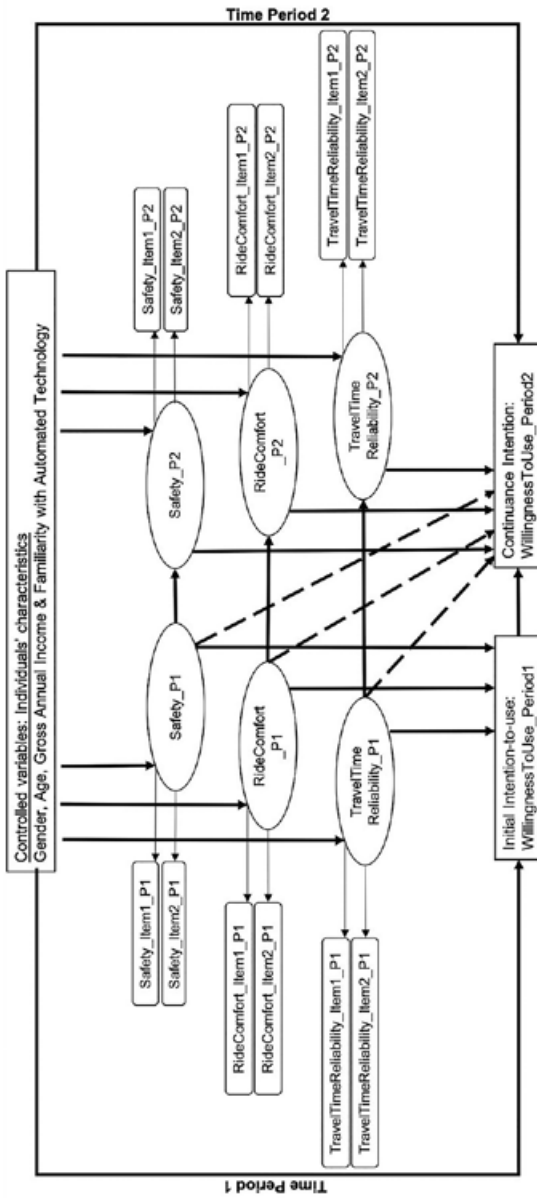 Controlled variables: Individuals' characteristics
Gender, Age, Gross Annual Income & Familiarity with Automated Technology
Time Period 1
Time Period 2
Safety_Item1_P1
Safety_Item2_P1
Safety_P1
Safety_P2
Safety_Item1_P2
Safety_Item2_P2
RideComfort_Item1_P1
RideComfort_Item2_P1
RideComfort
_P1
RideComfort
_P2
RideComfort_Item1_P2
RideComfort_Item2_P2
TravelTimeReliability_Item1_P1
TravelTimeReliability_Item2_P1
TravelTime
Reliability_P1
TravelTime
Reliability_P2
TravelTimeReliability_Item1_P2
TravelTimeReliability_Item2_P2
Initial Intention-to-use:
WillingnessToUse_Period1
Continuance Intention:
WillingnessToUse_Period2